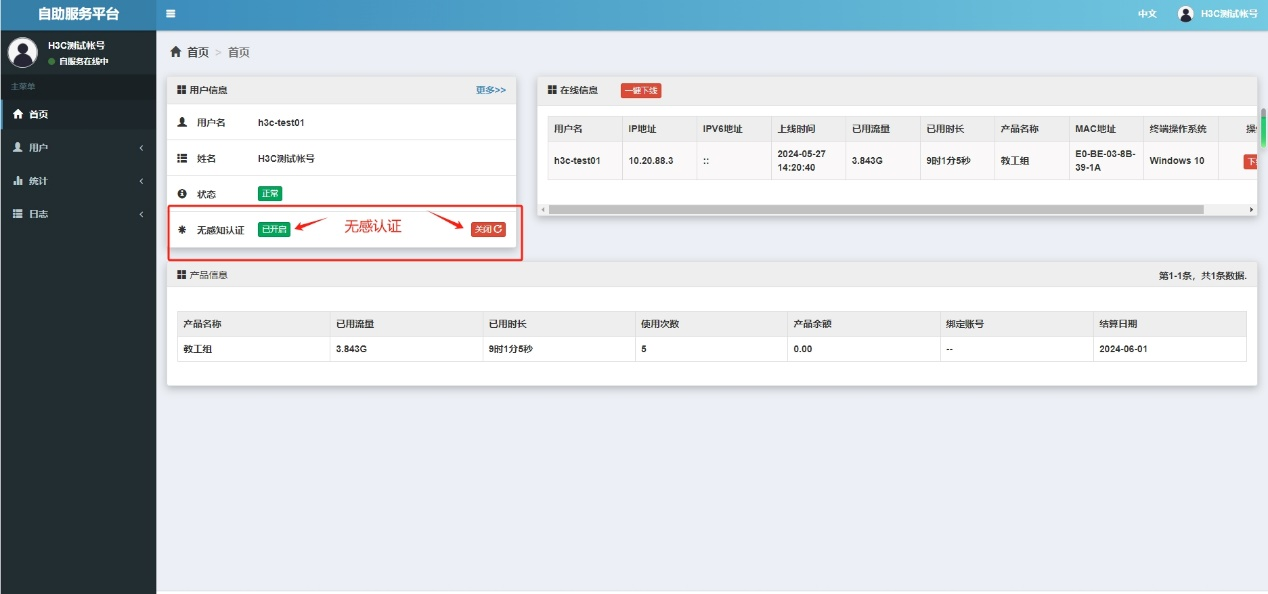 自助服务平台
中文 H3C测试帐号
H3C测试帐号
自服务在线中
主菜单
首页
用户
统计
日志
首页 > 首页
用户信息 更多>>
用户名 h3c-test01
姓名 H3C测试帐号
状态 正常
无感知认证 已开启 无感认证 关闭
在线信息 一键下线
用户名 IP地址 IPV6地址 上线时间 已用流量 已用时长 产品名称 MAC地址 终端操作系统
h3c-test01 10.20.88.3 :: 2024-05-27 3.843G 9时1分5秒 教工组 E0-BE-03-8B- Windows 10
14:20:40 39-1A
产品信息 第1-1条，共1条数据.
产品名称 已用流量 已用时长 使用次数 产品余额 绑定账号 结算日期
教工组 3.843G 9时1分5秒 5 0.00 -- 2024-06-01